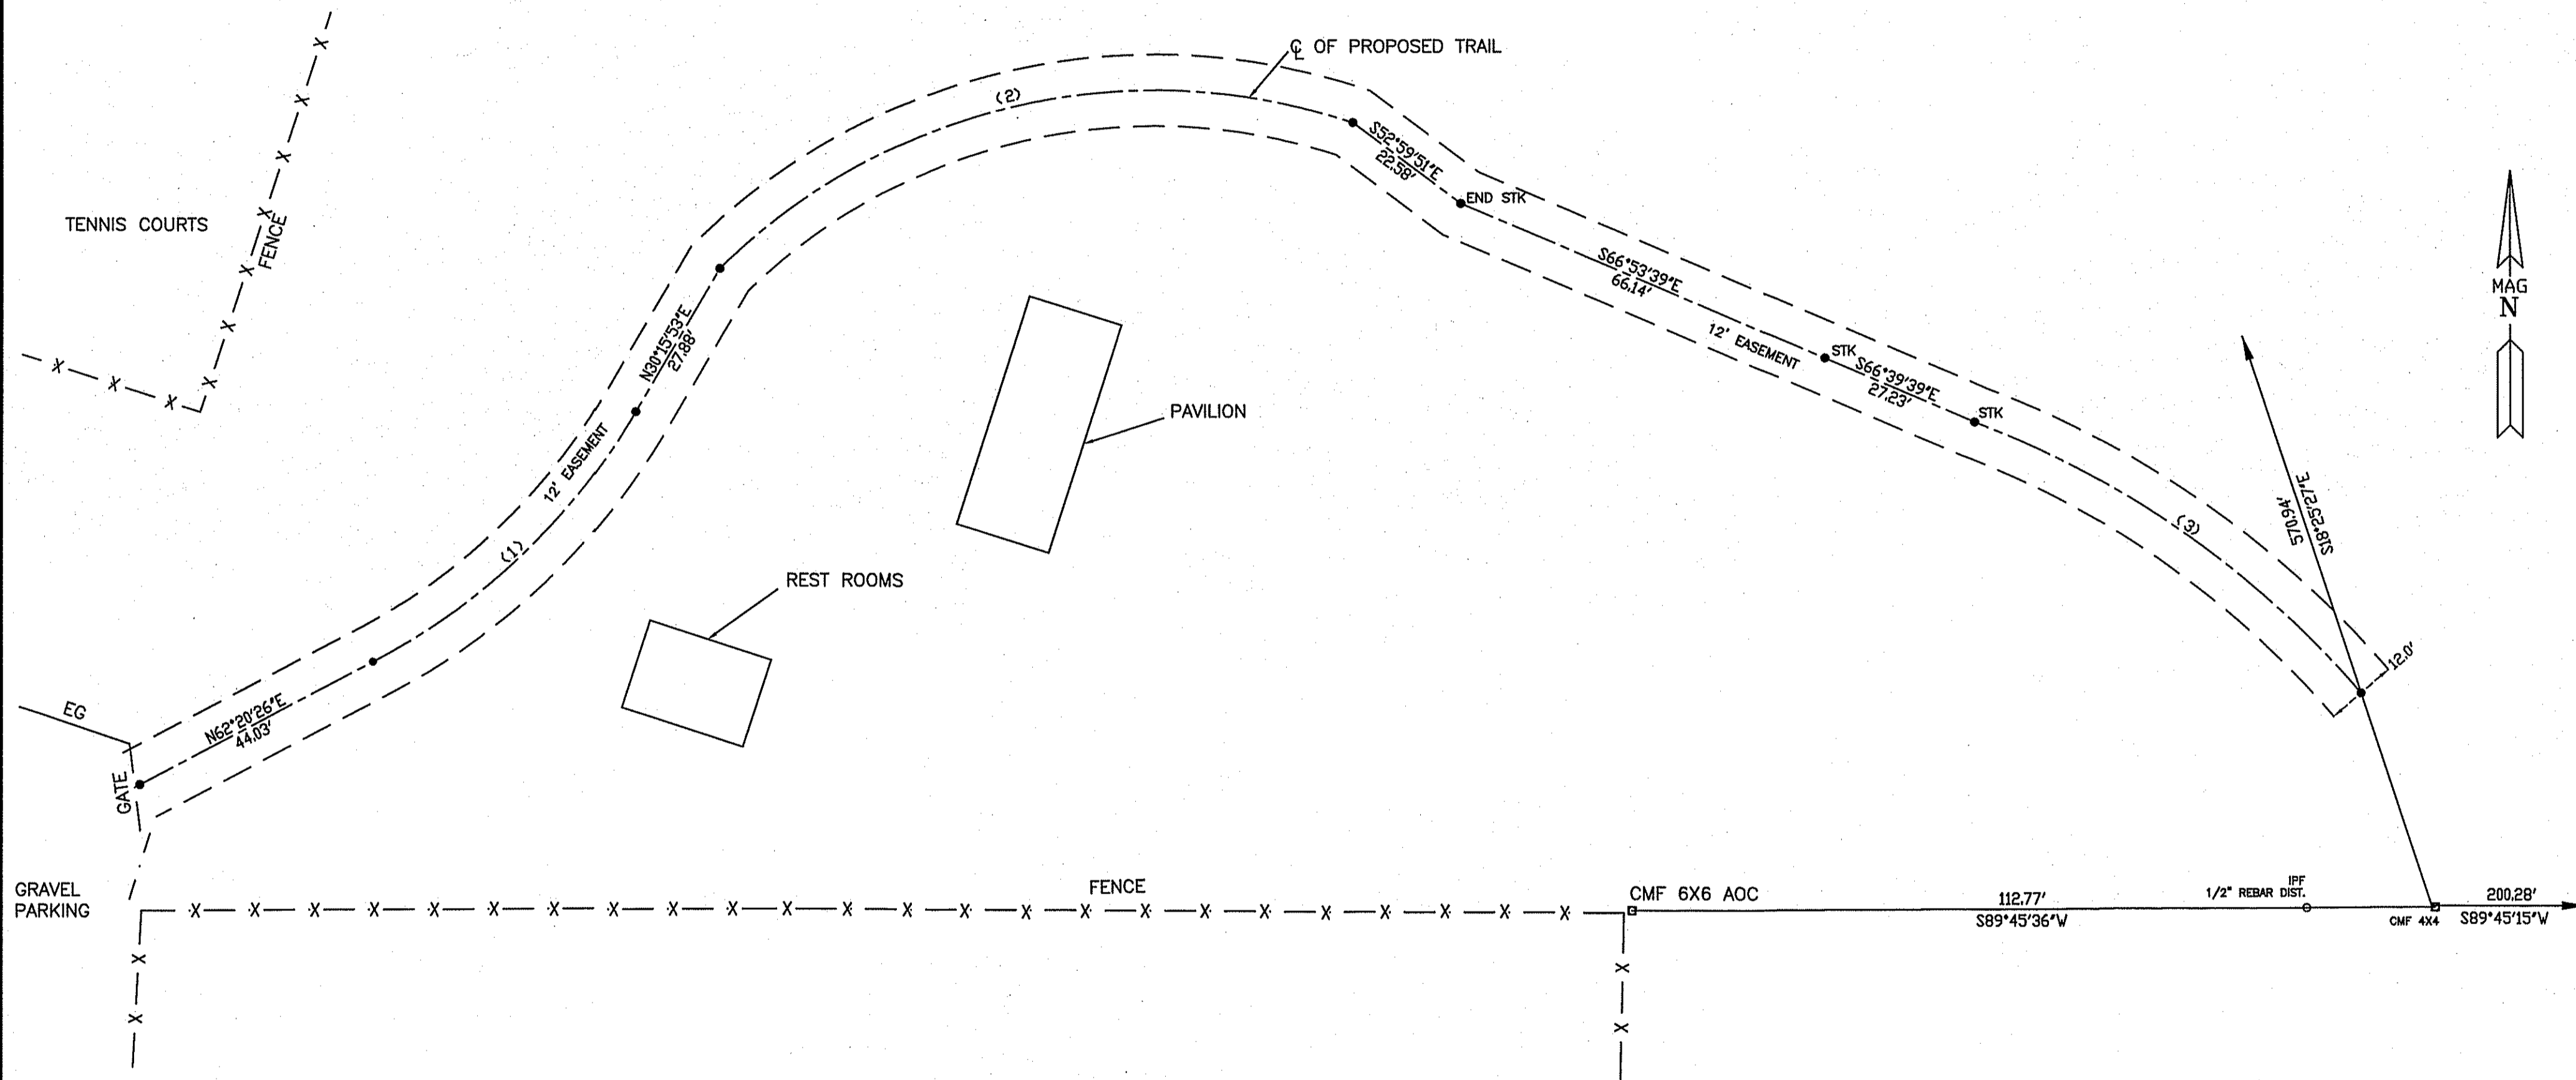 ℄ OF PROPOSED TRAIL
(2)
S52°59'51"E
22.58'
END STK
TENNIS COURTS
FENCE
S66°53'39"E
66.14'
12' EASEMENT
STK
S66°39'39"E
27.23'
STK
MAG
N
N30°15'53"E
27.88'
PAVILION
12' EASEMENT
(1)
(3)
S18°25'27"E
570.94'
REST ROOMS
12.0'
EG
N62°20'26"E
44.03'
GATE
GRAVEL
PARKING
FENCE
CMF 6X6 AOC
112.77'
S89°45'36"W
IPF
1/2" REBAR DIST.
CMF 4X4
200.28'
S89°45'15"W